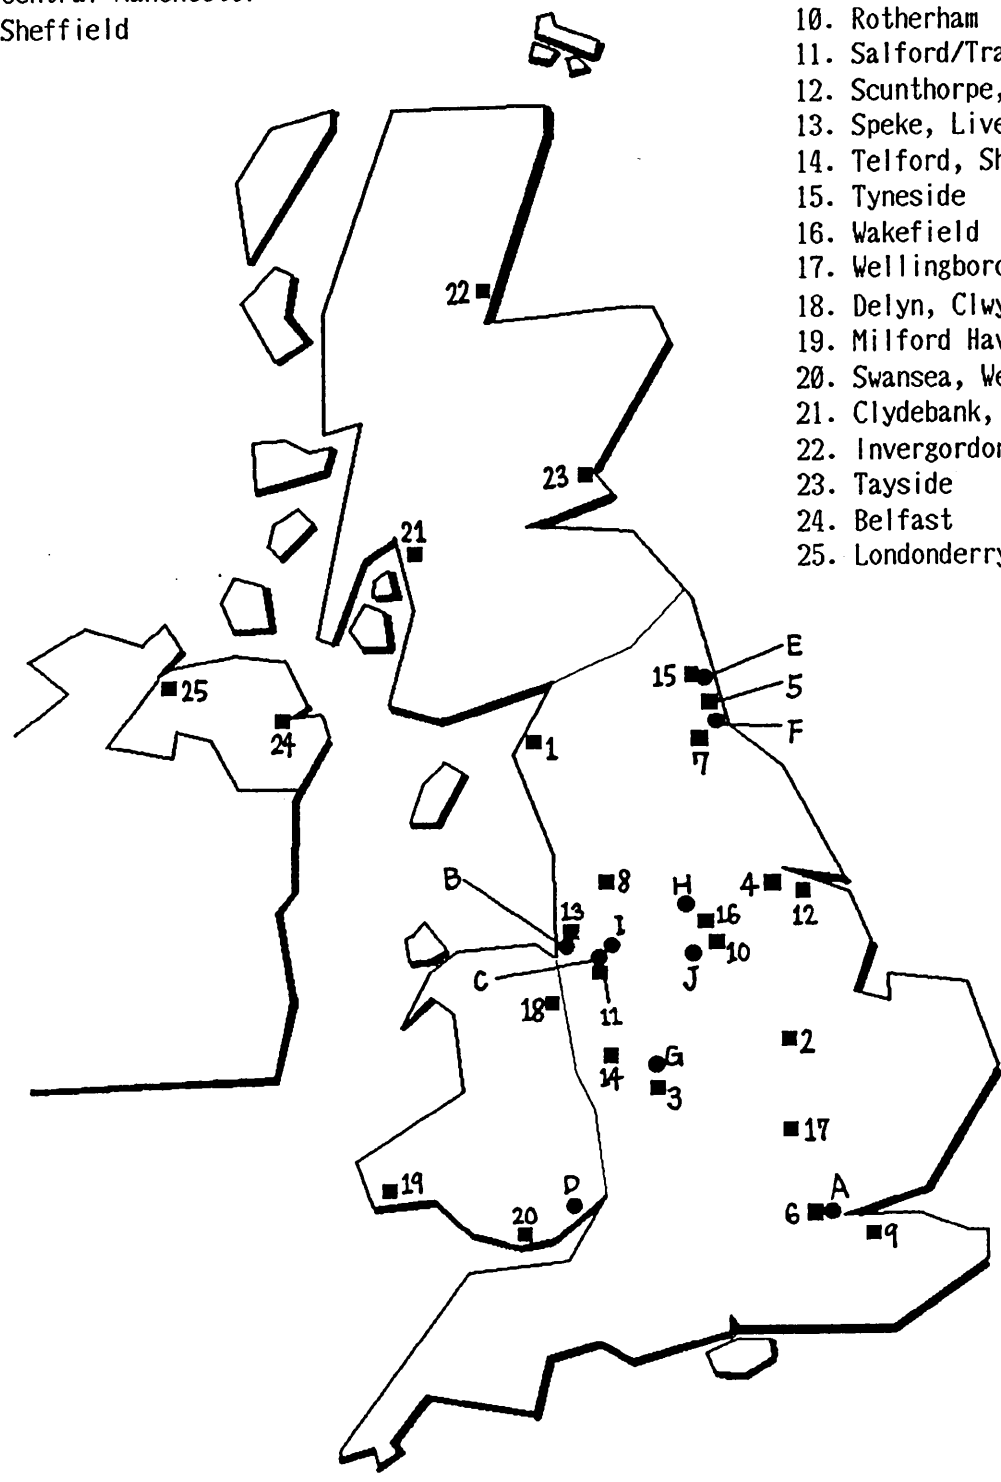 Sheffield
10. Rotherham
11. Salford/Tra
12. Scunthorpe,
13. Speke, Live
14. Telford, Sh
15. Tyneside
16. Wakefield
17. Wellingboro
18. Delyn, Clwy
19. Milford Hav
20. Swansea, We
21. Clydebank,
22. Invergordon
23. Tayside
24. Belfast
25. Londonderry
22
23
21
E
15
25
5
24
F
1
7
B
8
H
4
13
I
16
12
10
C
J
18
11
2
14
G
3
17
19
D
A
6
20
9